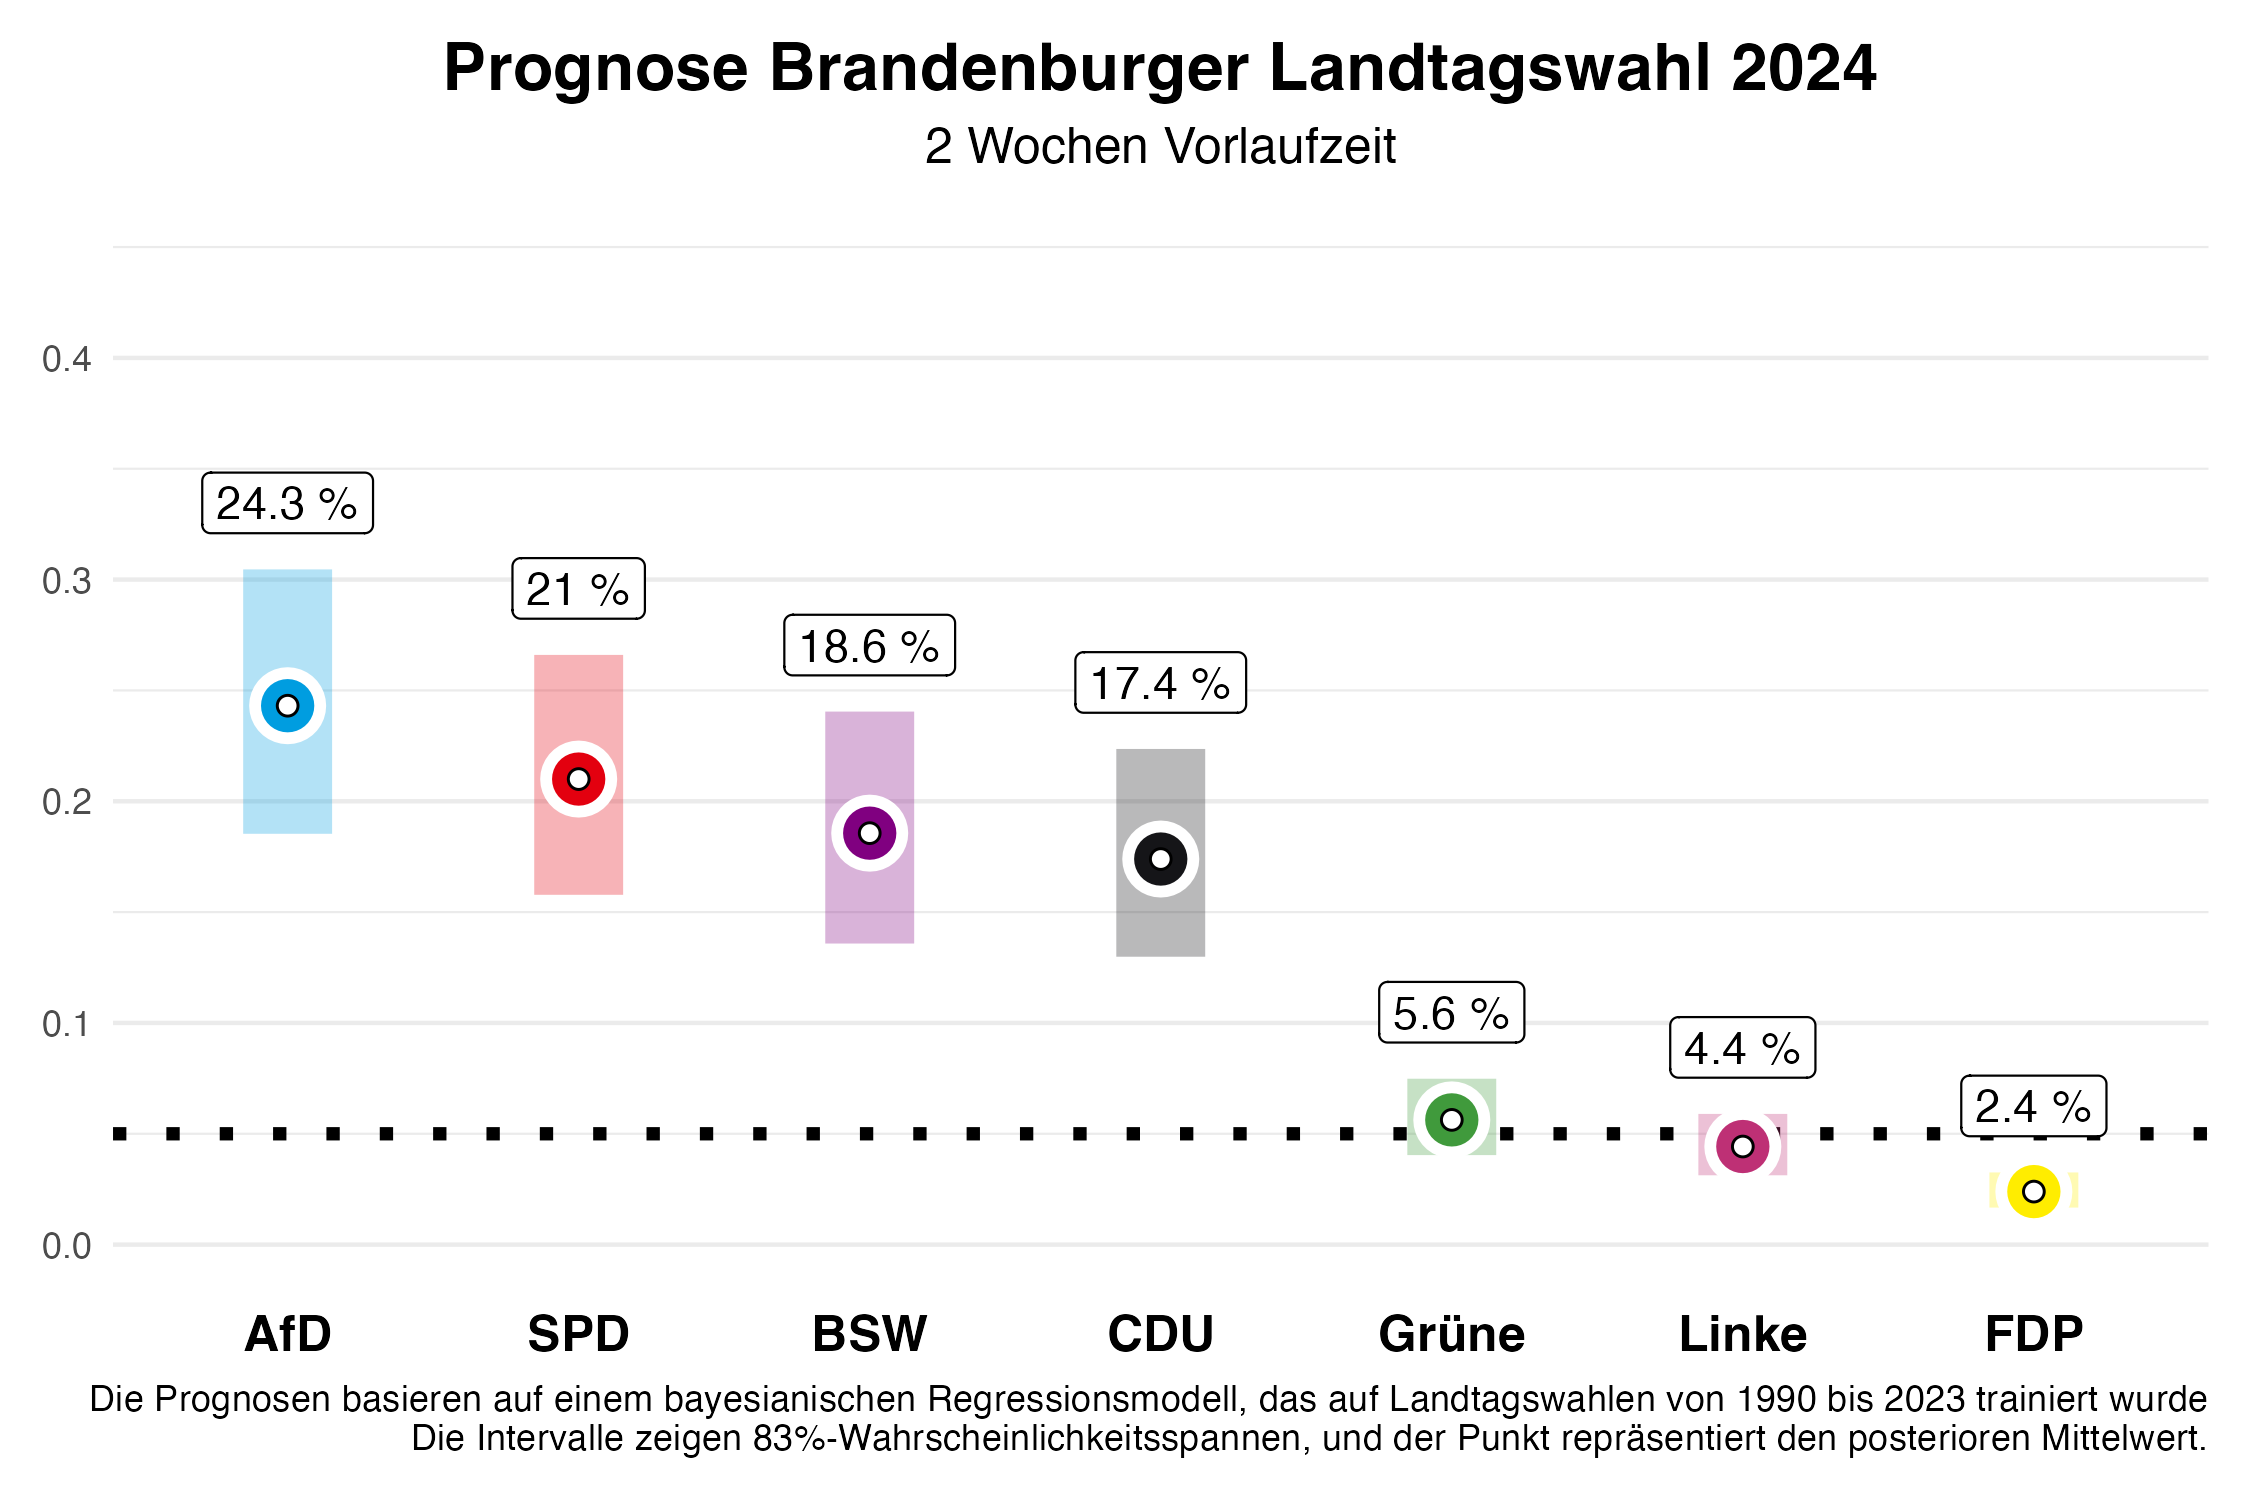 Prognose Brandenburger Landtagswahl 2024
2 Wochen Vorlaufzeit
0.4
24.3 %
0.3
21 %
18.6 %
17.4 %
0.2
0.1
5.6 %
4.4 %
2.4 %
0.0
AfD SPD BSW CDU Grüne Linke FDP
Die Prognosen basieren auf einem bayesianischen Regressionsmodell, das auf Landtagswahlen von 1990 bis 2023 trainiert wurde
Die Intervalle zeigen 83%-Wahrscheinlichkeitsspannen, und der Punkt repräsentiert den posterioren Mittelwert.